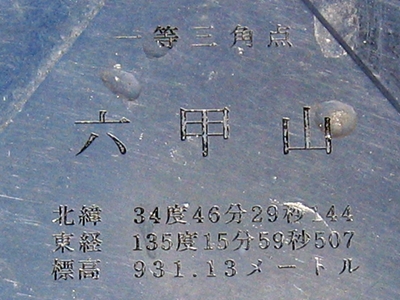 一等三角点
六甲山
北緯 34度46分29秒144
東経 135度15分59秒507
標高 931.13メートル